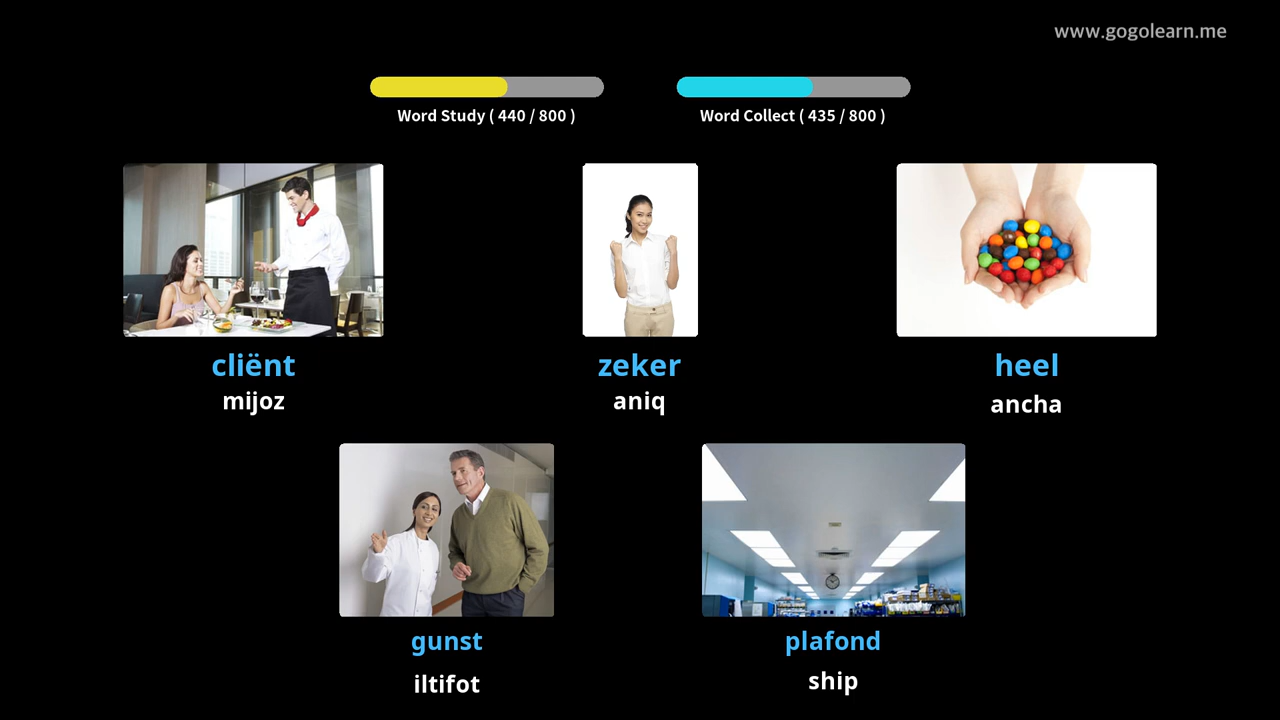 www.gogolearn.me
Word Study ( 440 / 800 )
Word Collect ( 435 / 800 )
cliënt
mijoz
zeker
aniq
heel
ancha
gunst
iltifot
plafond
ship